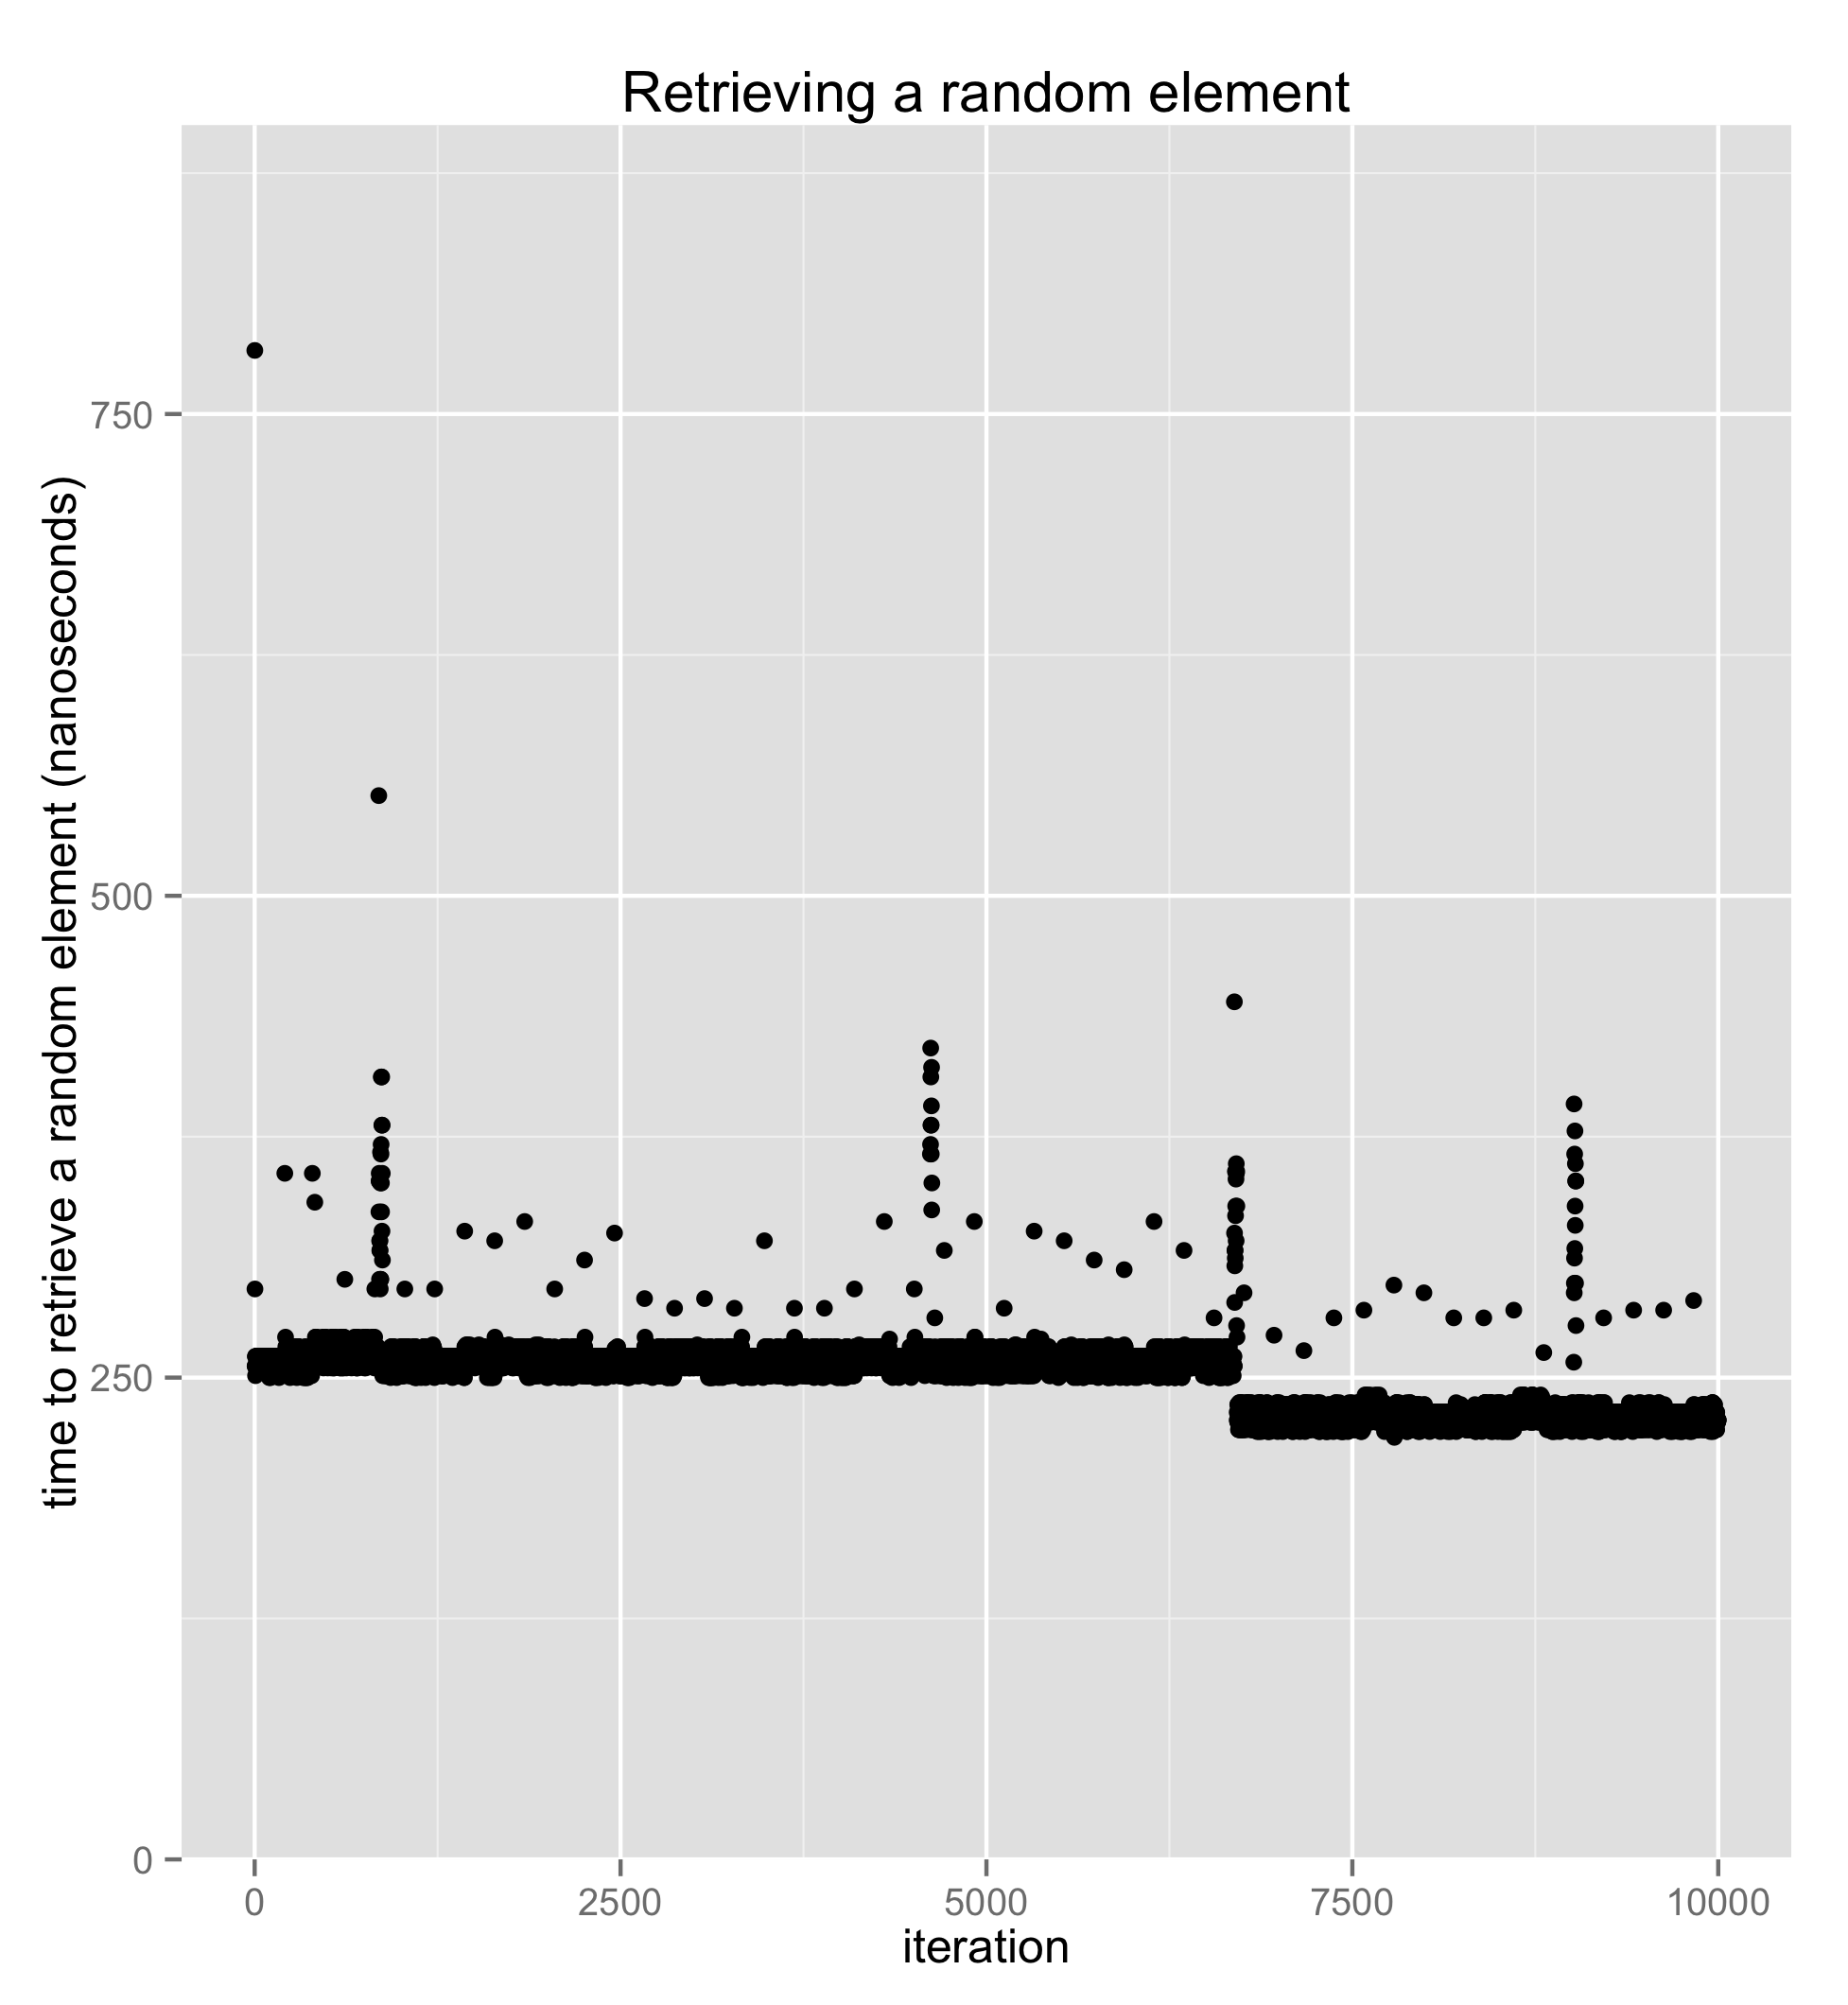 Retrieving a random element
time to retrieve a random element (nanoseconds)
750
500
250
0
0 2500 5000 7500 10000
iteration